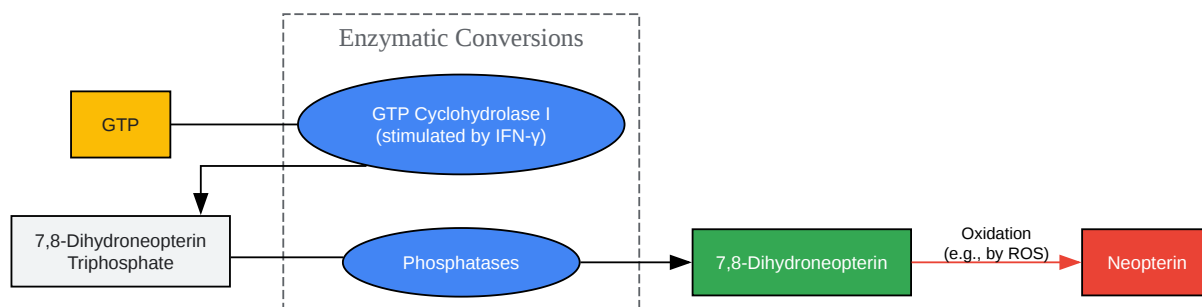 Enzymatic Conversions
GTP
GTP Cyclohydrolase I
(stimulated by IFN-γ)
7,8-Dihydroneopterin
Triphosphate
Phosphatases
7,8-Dihydroneopterin
Oxidation
(e.g., by ROS)
Neopterin